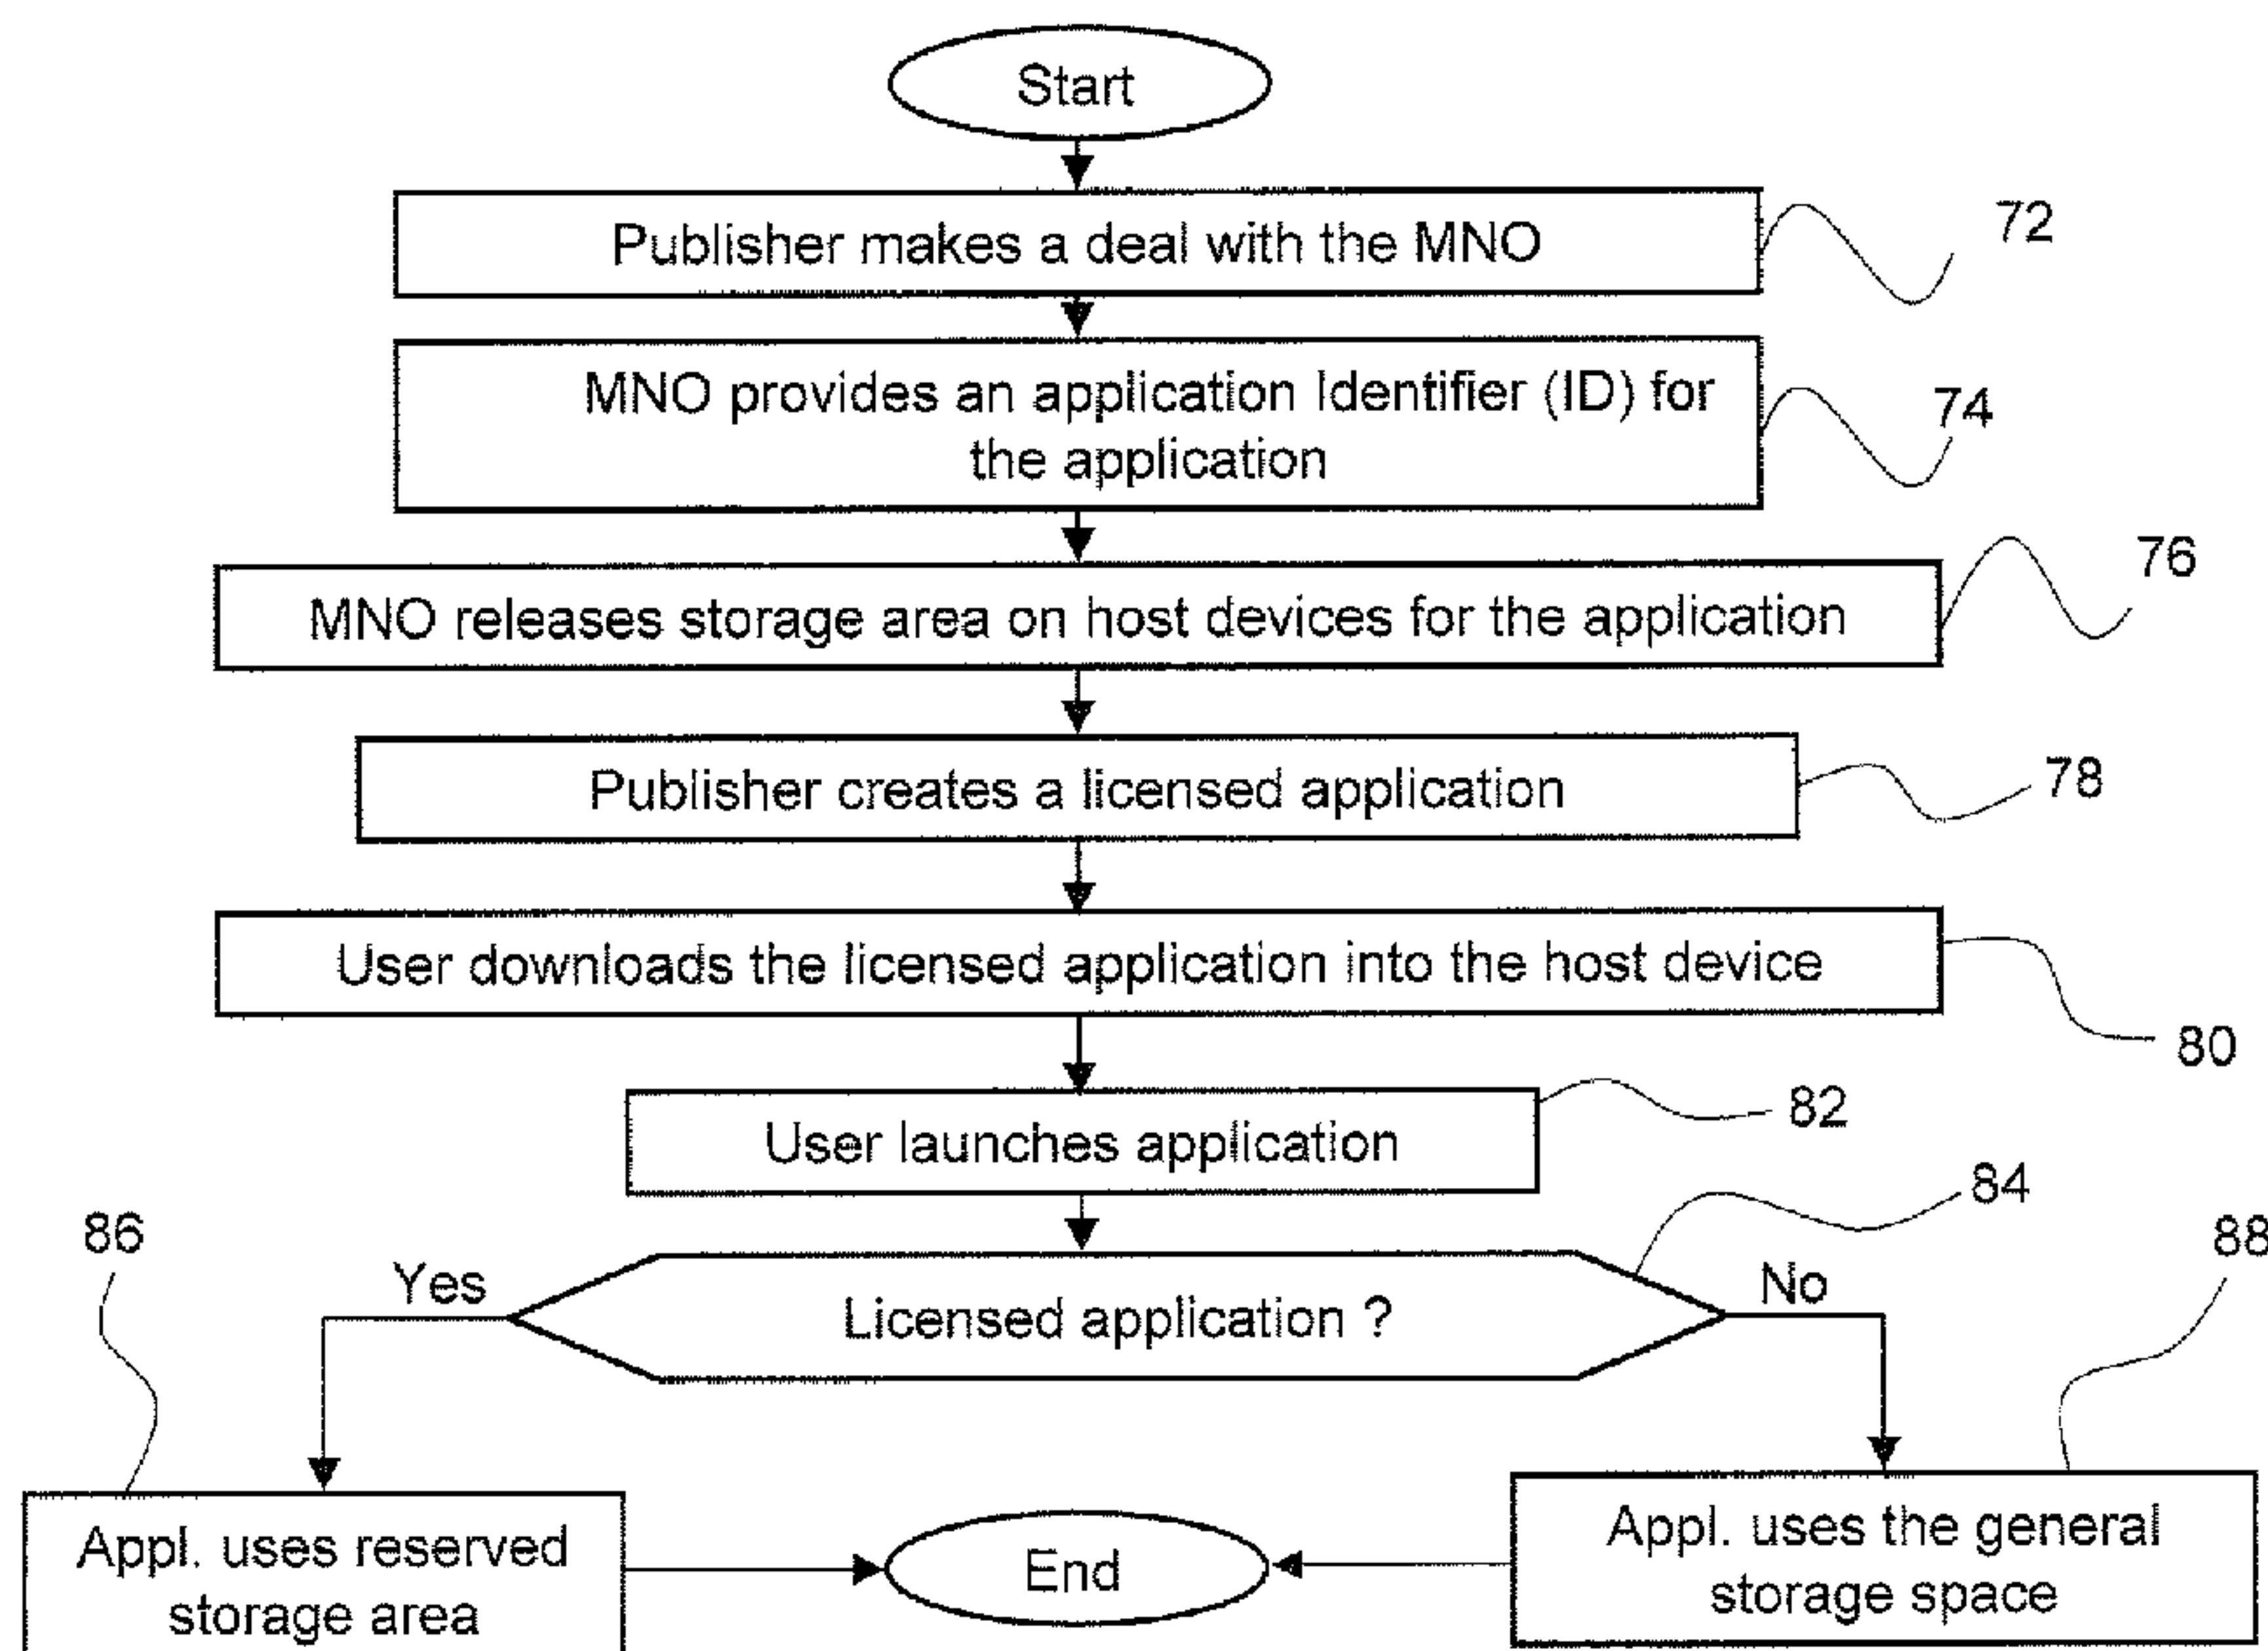 Start
Publisher makes a deal with the MNO
72
MNO provides an application Identifier (ID) for
the application
74
MNO releases storage area on host devices for the application
76
Publisher creates a licensed application
78
User downloads the licensed application into the host device
80
User launches application
82
84
86
88
Yes
Licensed application ?
No
Appl. uses reserved
storage area
End
Appl. uses the general
storage space